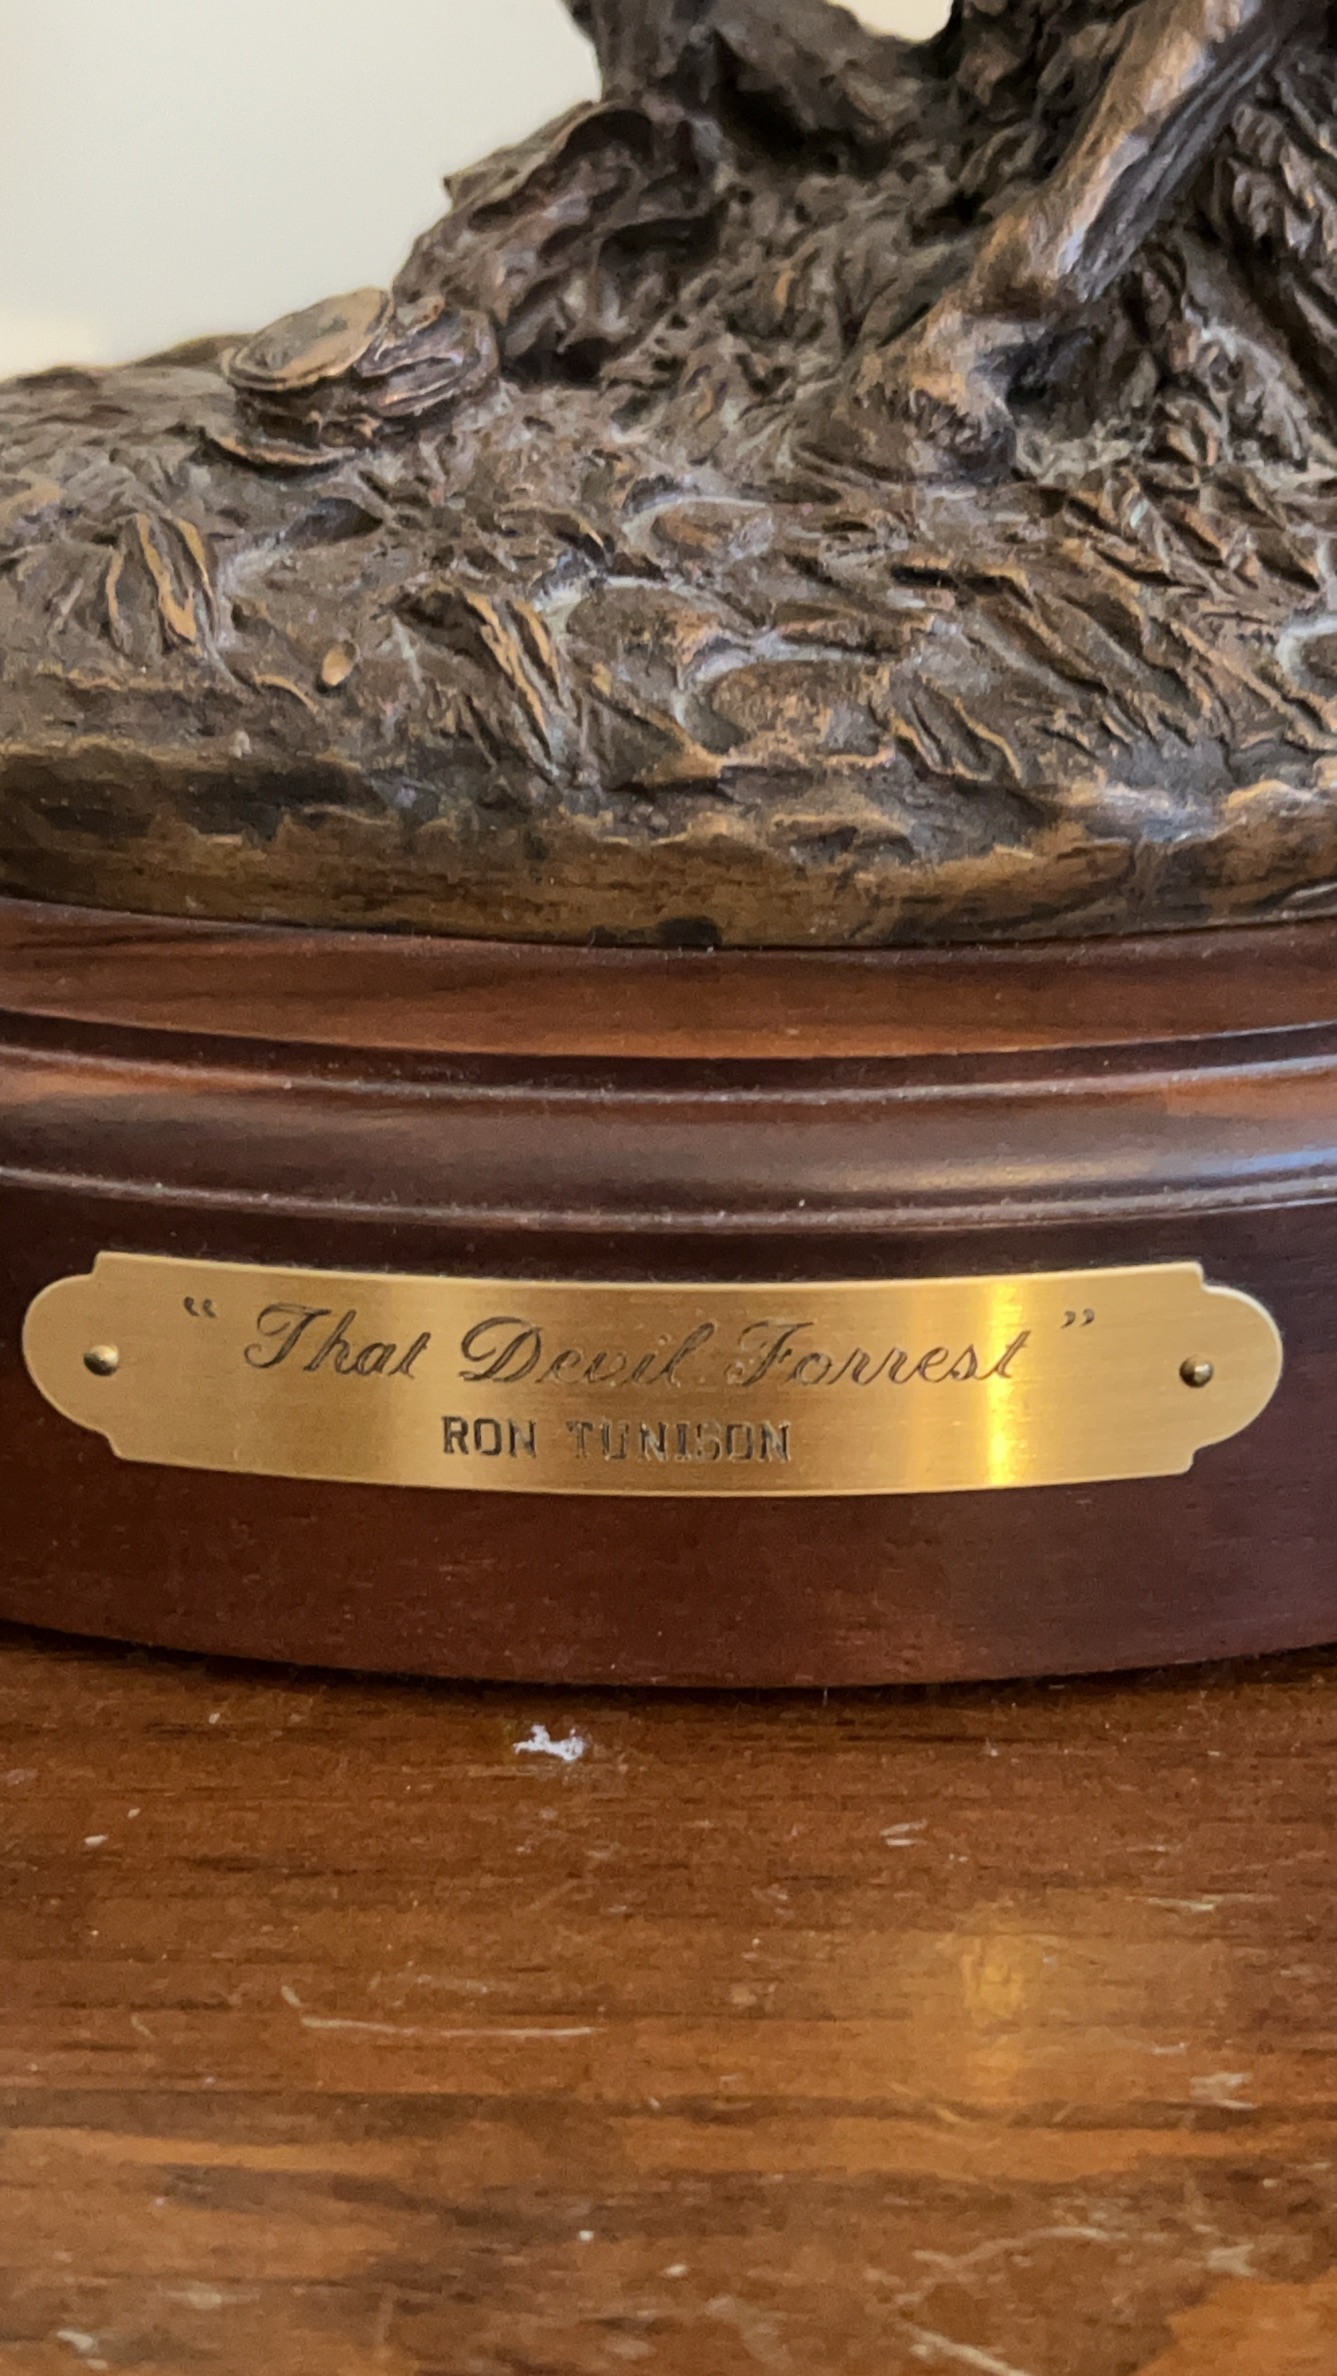 “ That Devil Forrest ”
RON TUNISON